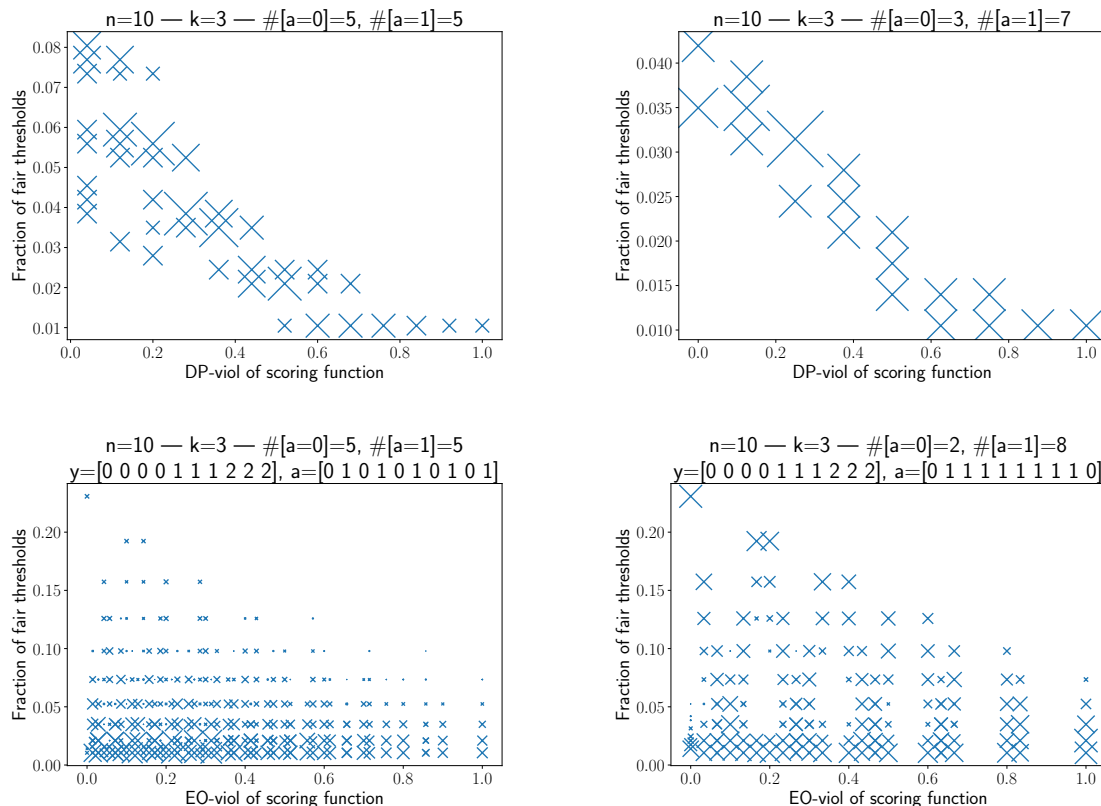 n=10 — k=3 — #[a=0]=5, #[a=1]=5
0.08
0.07
0.06
0.05
0.04
0.03
0.02
0.01
Fraction of fair thresholds
0.0 0.2 0.4 0.6 0.8 1.0
DP-viol of scoring function
n=10 — k=3 — #[a=0]=3, #[a=1]=7
0.040
0.035
0.030
0.025
0.020
0.015
0.010
Fraction of fair thresholds
0.0 0.2 0.4 0.6 0.8 1.0
DP-viol of scoring function
n=10 — k=3 — #[a=0]=5, #[a=1]=5
y=[0 0 0 0 1 1 1 2 2 2], a=[0 1 0 1 0 1 0 1 0 1]
0.20
0.15
0.10
0.05
0.00
Fraction of fair thresholds
0.0 0.2 0.4 0.6 0.8 1.0
EO-viol of scoring function
n=10 — k=3 — #[a=0]=2, #[a=1]=8
y=[0 0 0 0 1 1 1 2 2 2], a=[0 1 1 1 1 1 1 1 1 0]
0.20
0.15
0.10
0.05
0.00
Fraction of fair thresholds
0.0 0.2 0.4 0.6 0.8 1.0
EO-viol of scoring function